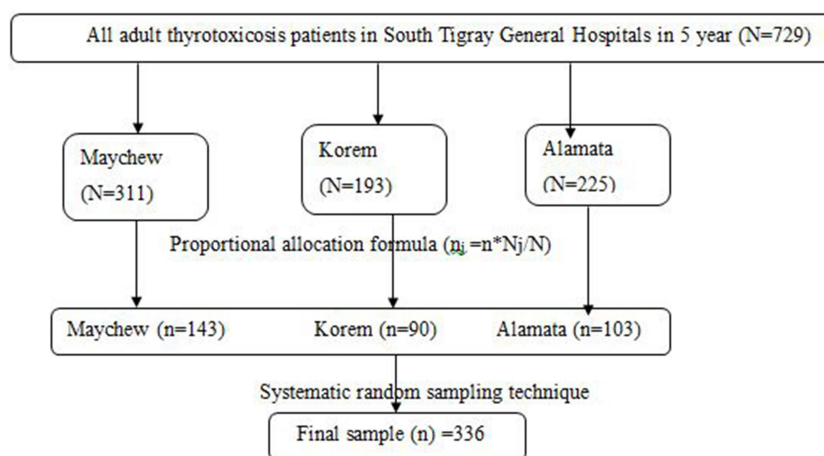 All adult thyrotoxicosis patients in South Tigray General Hospitals in 5 year (N=729)
Maychew
(N=311)
Korem
(N=193)
Alamata
(N=225)
Proportional allocation formula (nj =n*Nj/N)
Maychew (n=143)
Korem (n=90)
Alamata (n=103)
Systematic random sampling technique
Final sample (n) =336